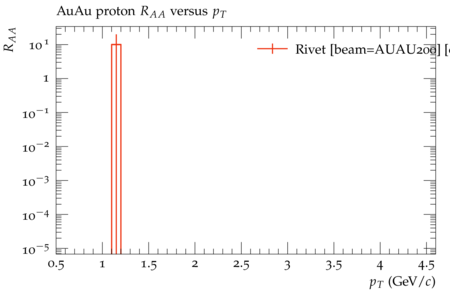 AuAu proton R_AA versus p_T
R_AA
Rivet [beam=AUAU200]
10^1
1
10^−1
10^−2
10^−3
10^−4
10^−5
0.5 1 1.5 2 2.5 3 3.5 4 4.5
p_T (GeV/c)